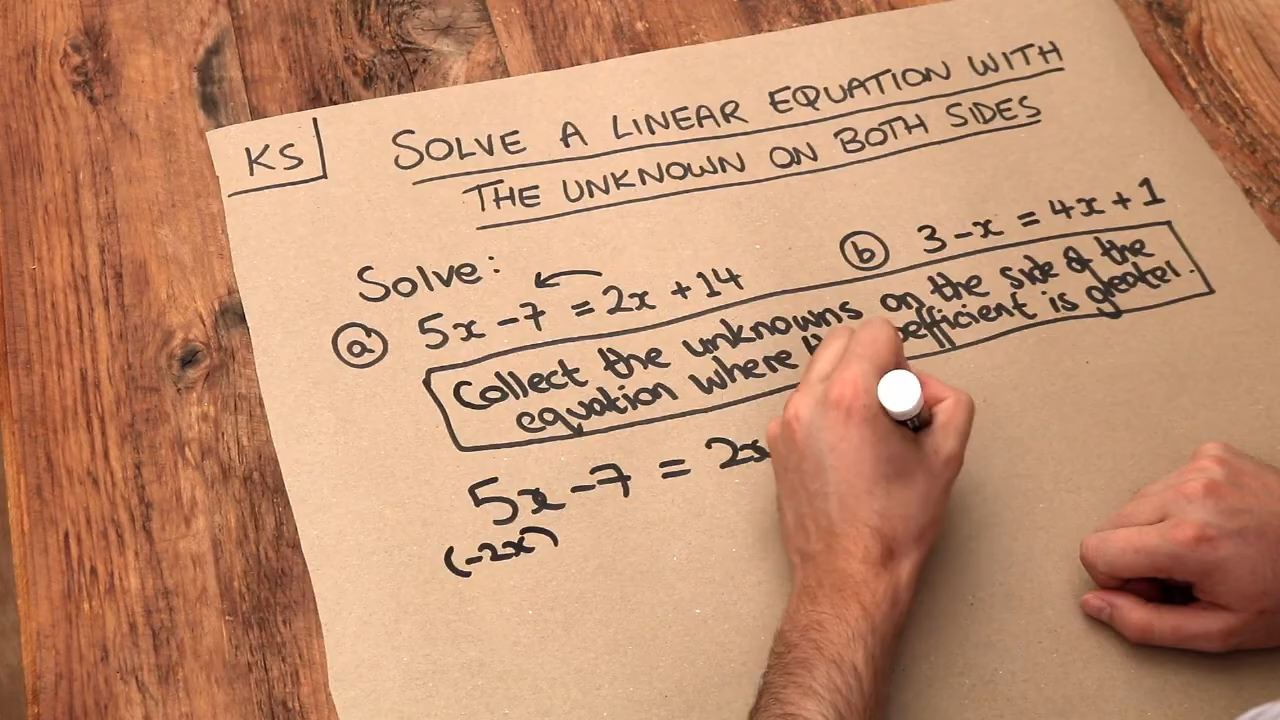 KS
SOLVE A LINEAR EQUATION WITH
THE UNKNOWN ON BOTH SIDES
Solve:
a 5x - 7 = 2x + 14
b 3 - x = 4x + 1
Collect the unknowns on the side of the
equation where is greater.
5x - 7 = 2x
(-2x)